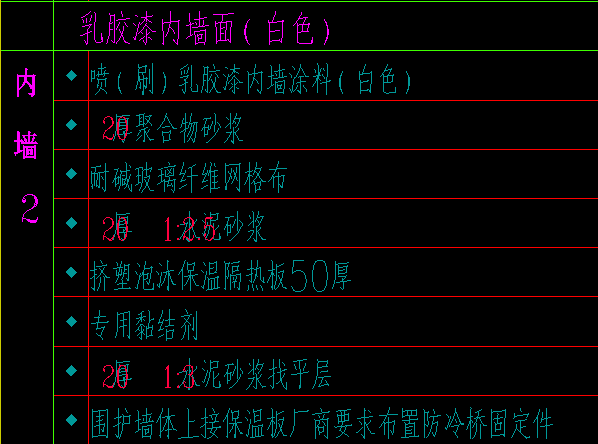 乳胶漆内墙面(白色)
内墙2
喷(刷)乳胶漆内墙涂料(白色)
20厚聚合物砂浆
耐碱玻璃纤维网格布
20厚 水泥砂浆
挤塑泡沫保温隔热板50厚
专用黏结剂
20厚 1:3水泥砂浆找平层
围护墙体上接保温板厂商要求布置防冷桥固定件